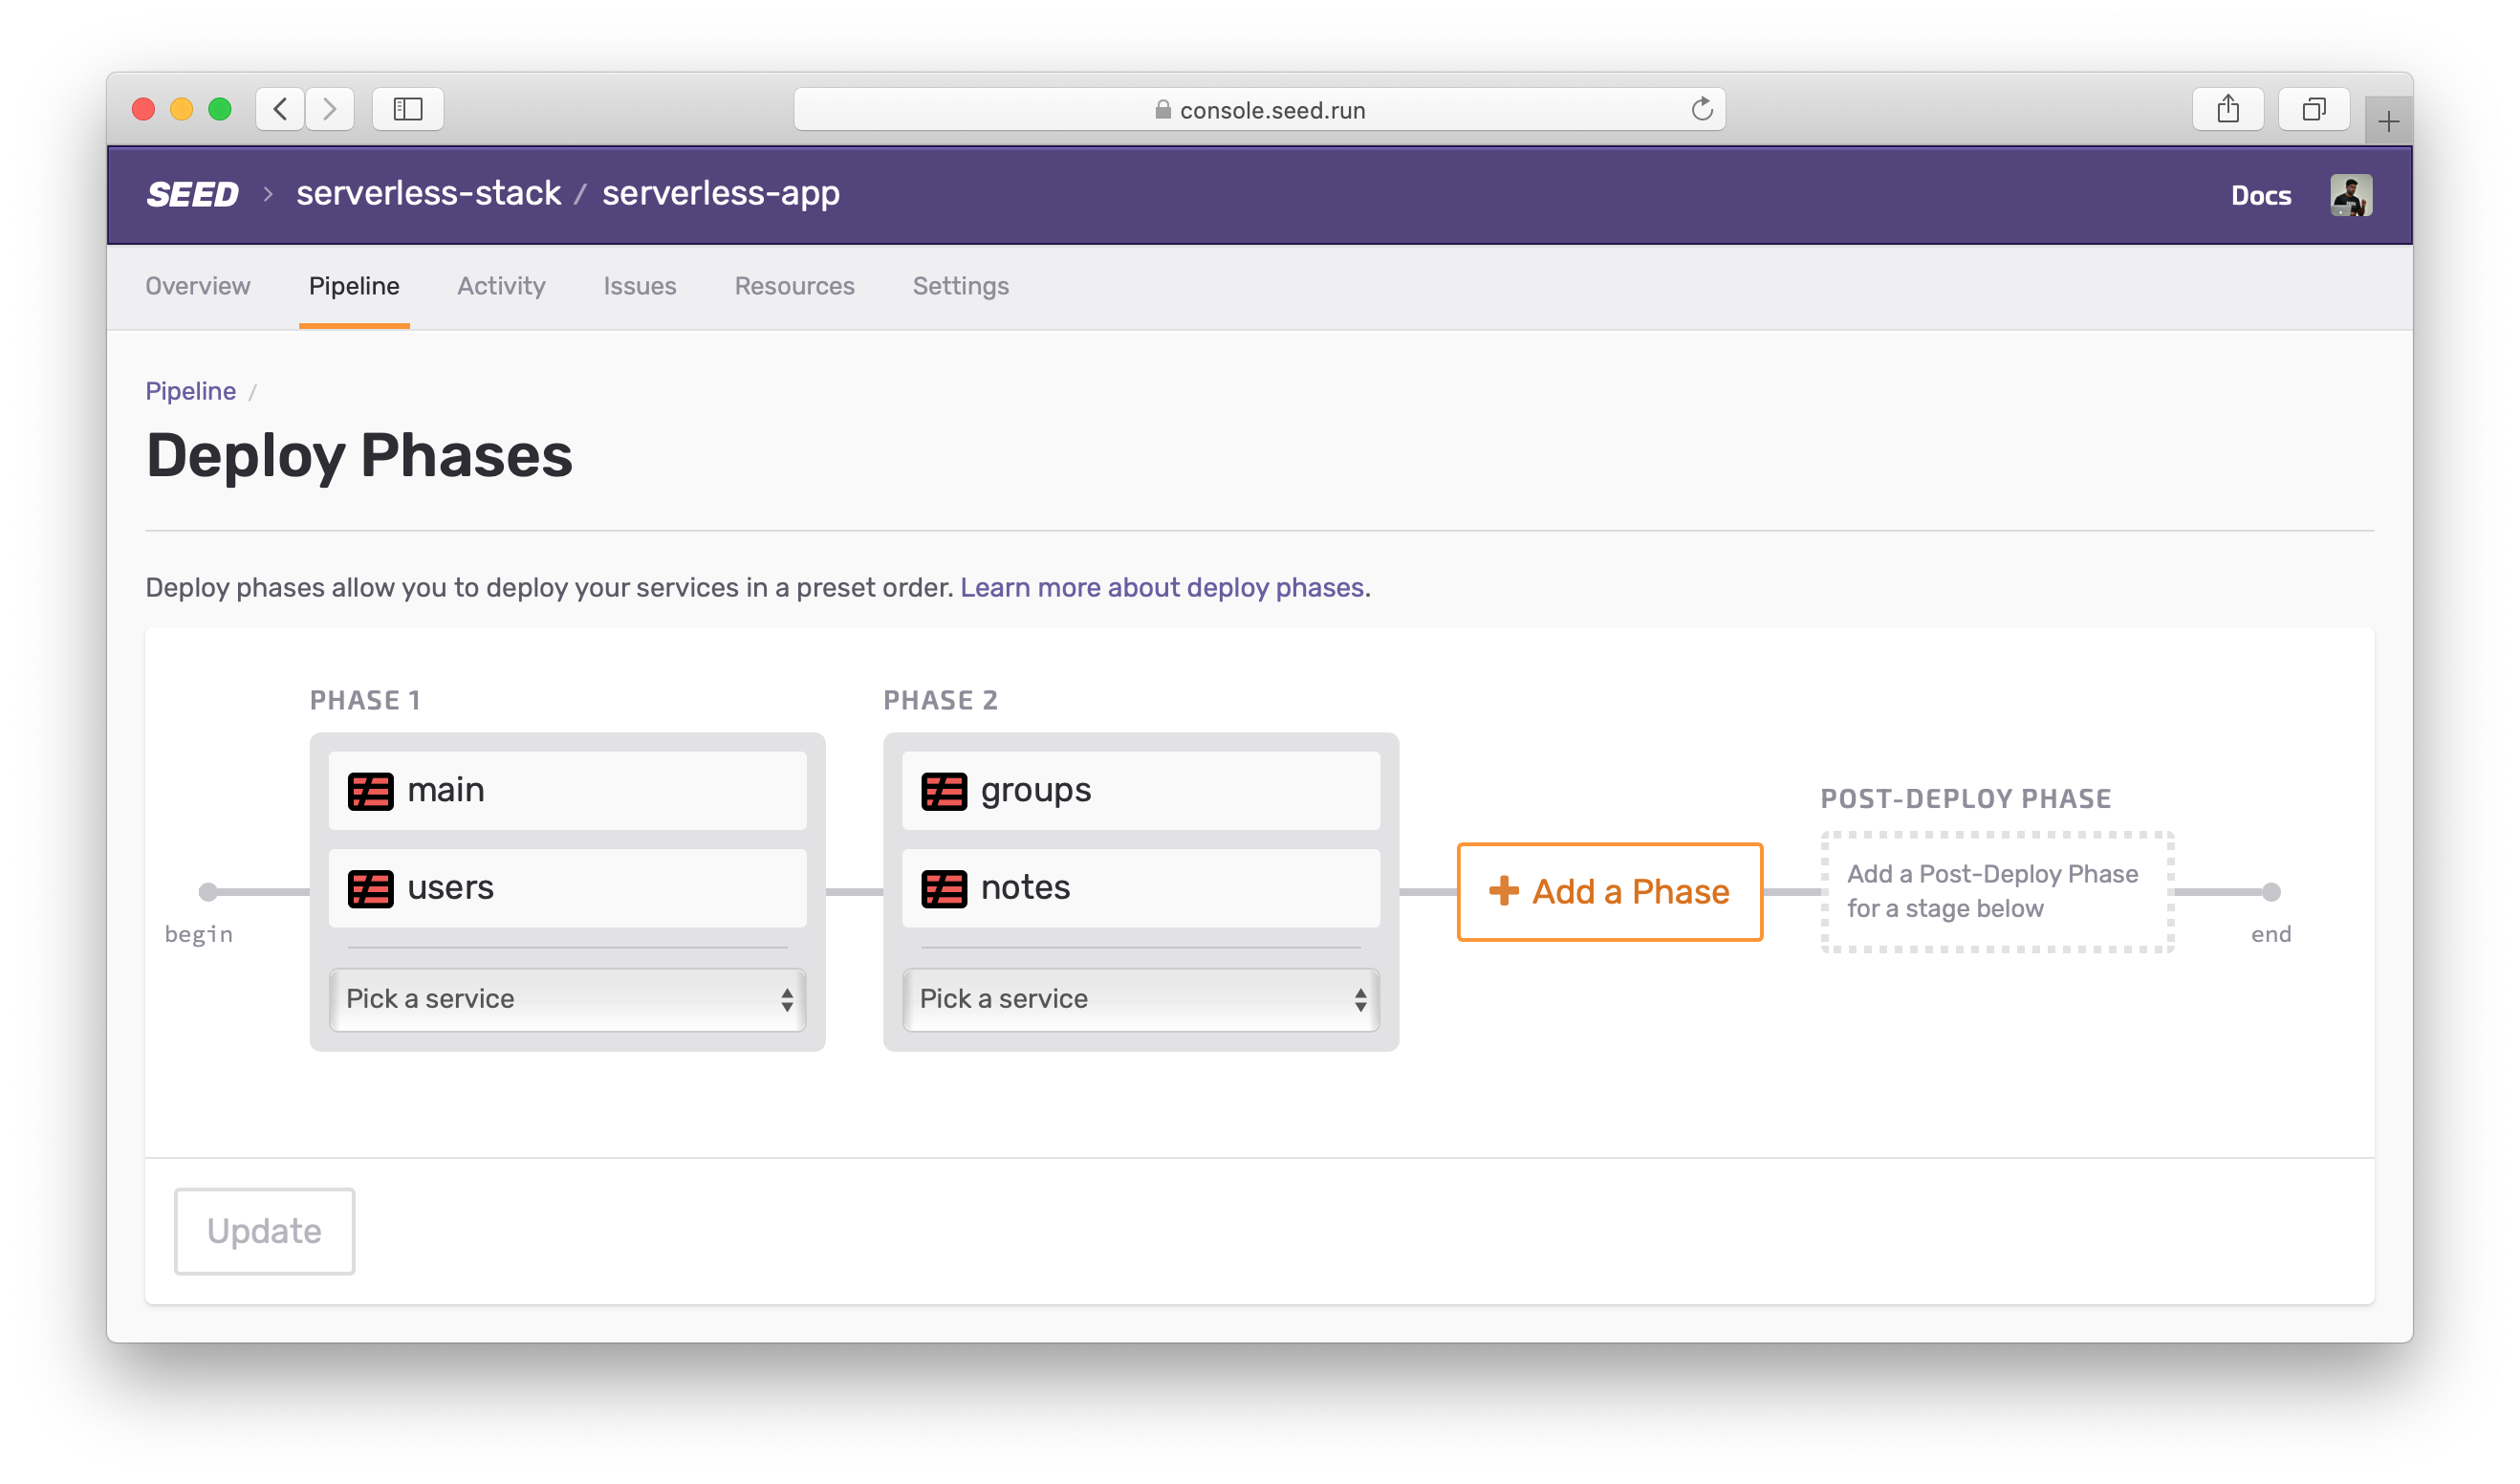 console.seed.run
SEED > serverless-stack / serverless-app
Docs
Overview Pipeline Activity Issues Resources Settings
Pipeline /
Deploy Phases
Deploy phases allow you to deploy your services in a preset order. Learn more about deploy phases.
PHASE 1
main
users
Pick a service
PHASE 2
groups
notes
Pick a service
begin
+ Add a Phase
POST-DEPLOY PHASE
Add a Post-Deploy Phase
for a stage below
end
Update